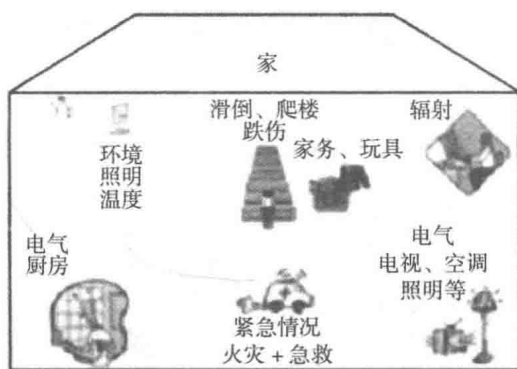 家
滑倒、爬楼
跌伤
辐射
环境
照明
温度
家务、玩具
电气
厨房
电气
电视、空调
照明等
紧急情况
火灾+急救